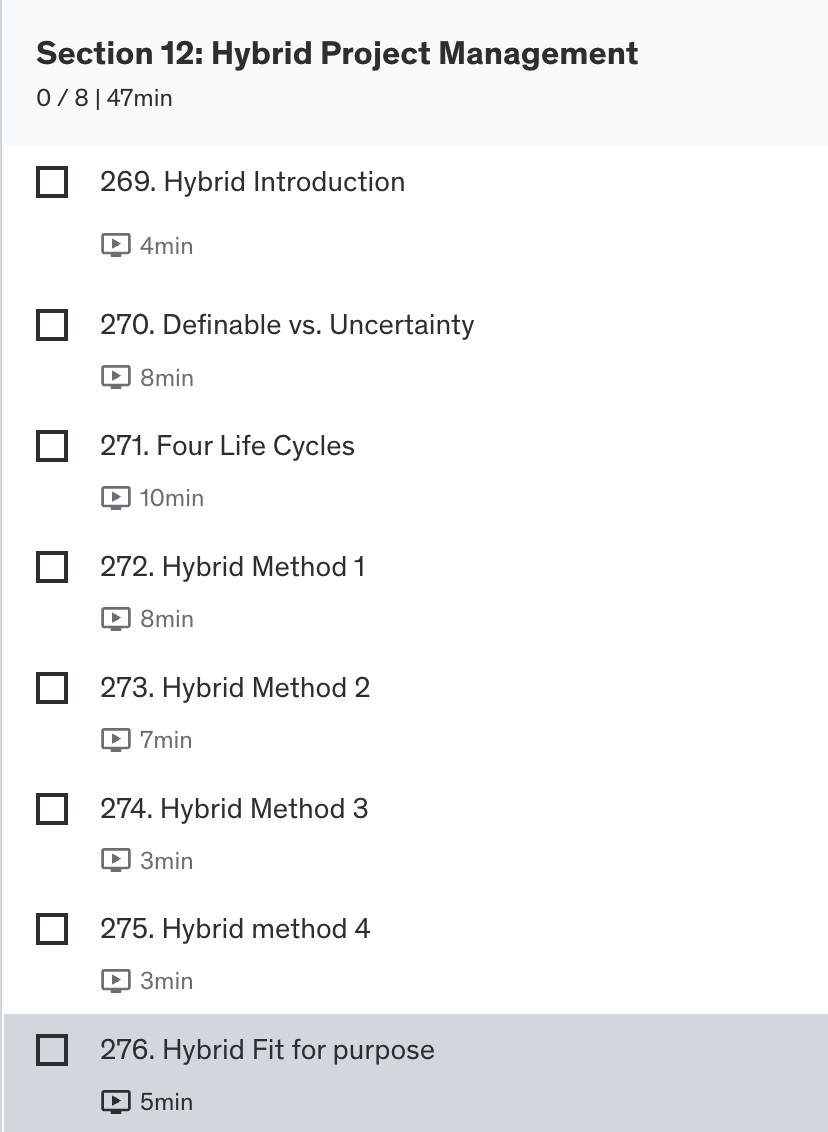 Section 12: Hybrid Project Management
0 / 8 | 47min
269. Hybrid Introduction
4min
270. Definable vs. Uncertainty
8min
271. Four Life Cycles
10min
272. Hybrid Method 1
8min
273. Hybrid Method 2
7min
274. Hybrid Method 3
3min
275. Hybrid method 4
3min
276. Hybrid Fit for purpose
5min